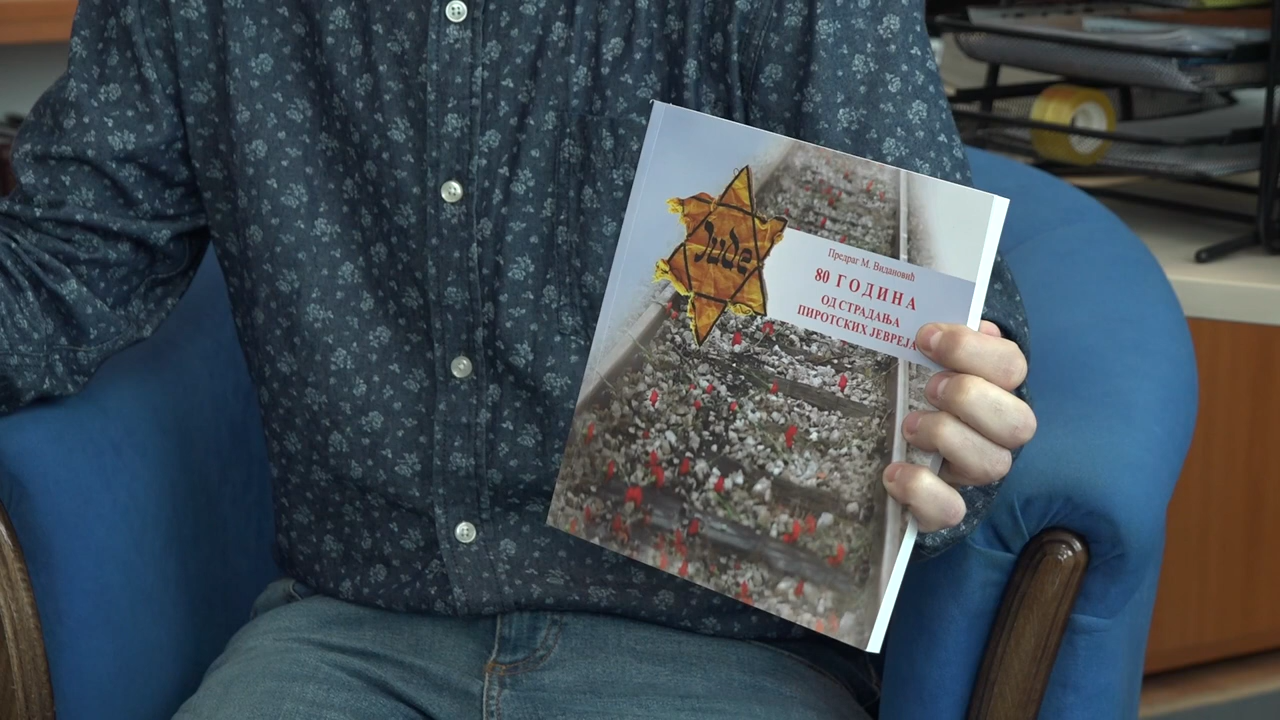 Jude
Предраг М. Видановић
80 ГОДИНА
ОД СТРАДАЊА
ПИРОТСКИХ ЈЕВРЕЈА